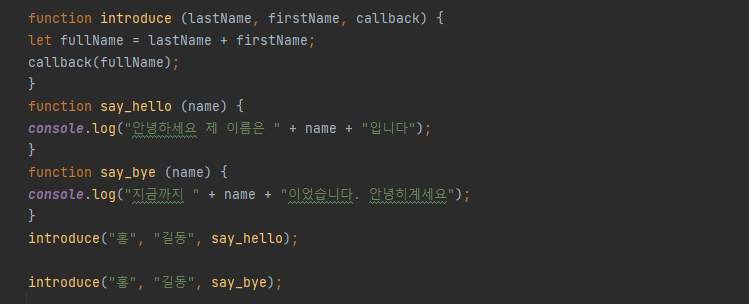 function introduce (lastName, firstName, callback) {
let fullName = lastName + firstName;
callback(fullName);
}
function say_hello (name) {
console.log("안녕하세요 제 이름은 " + name + "입니다");
}
function say_bye (name) {
console.log("지금까지 " + name + "이었습니다. 안녕히계세요");
}
introduce("홍", "길동", say_hello);
introduce("홍", "길동", say_bye);